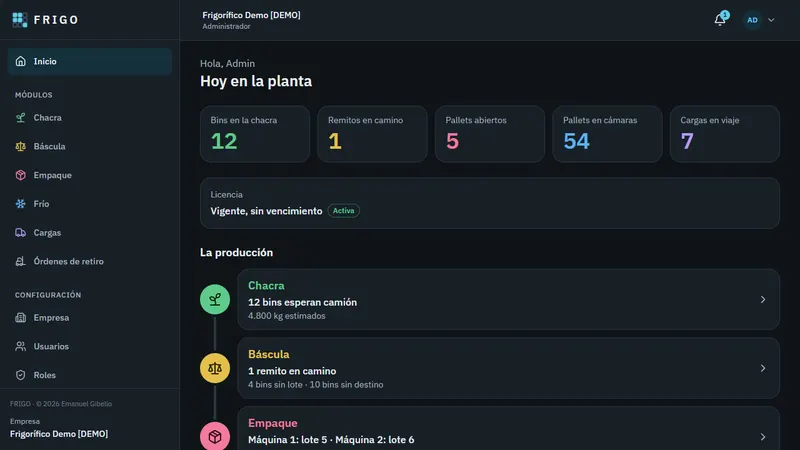 FRIGO
Inicio
MÓDULOS
Chacra
Báscula
Empaque
Frío
Cargas
Órdenes de retiro
CONFIGURACIÓN
Empresa
Usuarios
Roles
FRIGO · © 2026 Emanuel Gibelio
Empresa
Frigorífico Demo [DEMO]
Frigorífico Demo [DEMO]
Administrador
1
AD
Hola, Admin
Hoy en la planta
Bins en la chacra
12
Remitos en camino
1
Pallets abiertos
5
Pallets en cámaras
54
Cargas en viaje
7
Licencia
Vigente, sin vencimiento Activa
La producción
Chacra
12 bins esperan camión
4.800 kg estimados
Báscula
1 remito en camino
4 bins sin lote · 10 bins sin destino
Empaque
Máquina 1: lote 5 · Máquina 2: lote 6